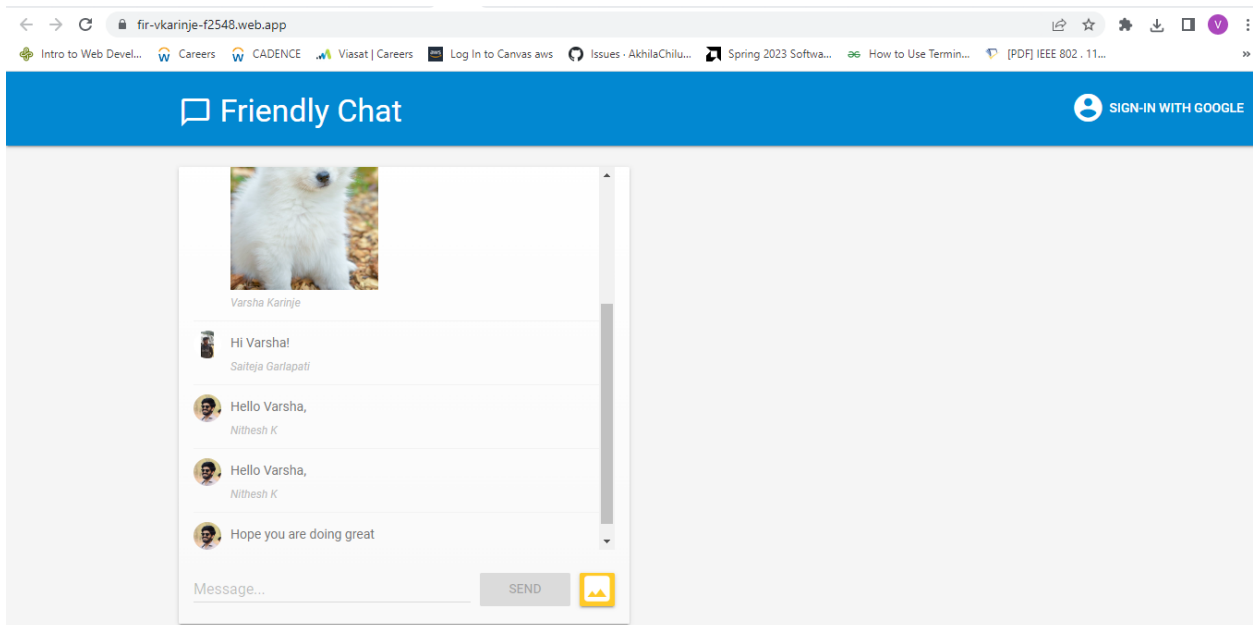 fir-vkarinje-f2548.web.app
V
Intro to Web Devel... Careers CADENCE Viasat | Careers Log In to Canvas aws Issues · AkhilaChilu... Spring 2023 Softwa... How to Use Termin... [PDF] IEEE 802 . 11... »
Friendly Chat
SIGN-IN WITH GOOGLE
Varsha Karinje
Hi Varsha!
Saiteja Garlapati
Hello Varsha,
Nithesh K
Hello Varsha,
Nithesh K
Hope you are doing great
Message... SEND